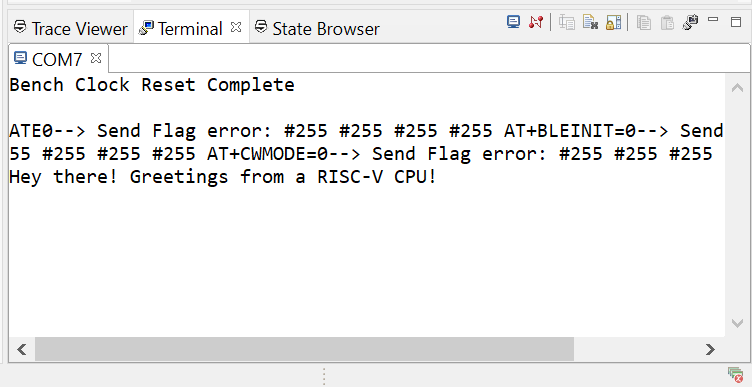 Trace Viewer Terminal State Browser
COM7
Bench Clock Reset Complete
ATE0--> Send Flag error: #255 #255 #255 #255 AT+BLEINIT=0--> Send
55 #255 #255 #255 AT+CWMODE=0--> Send Flag error: #255 #255 #255
Hey there! Greetings from a RISC-V CPU!